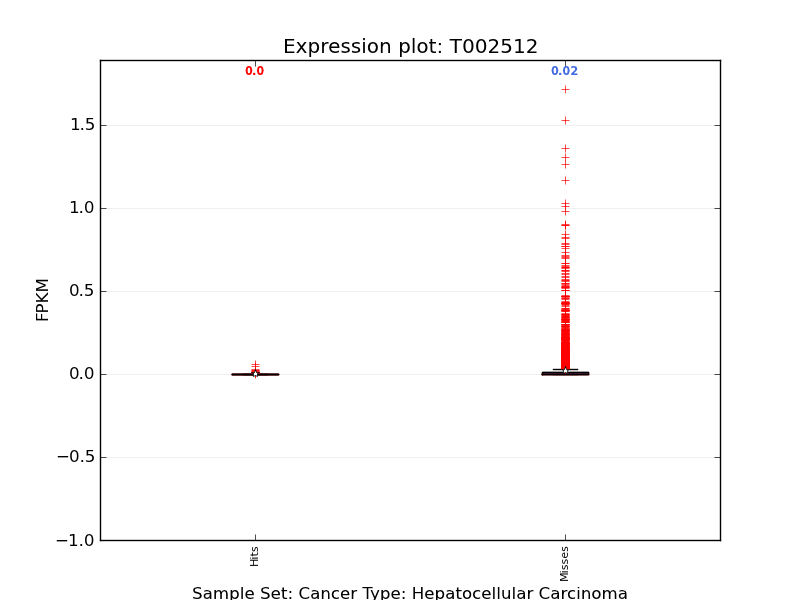 Expression plot: T002512
0.0
0.02
1.5
1.0
0.5
0.0
−0.5
−1.0
FPKM
Hits
Misses
Sample Set: Cancer Type: Hepatocellular Carcinoma